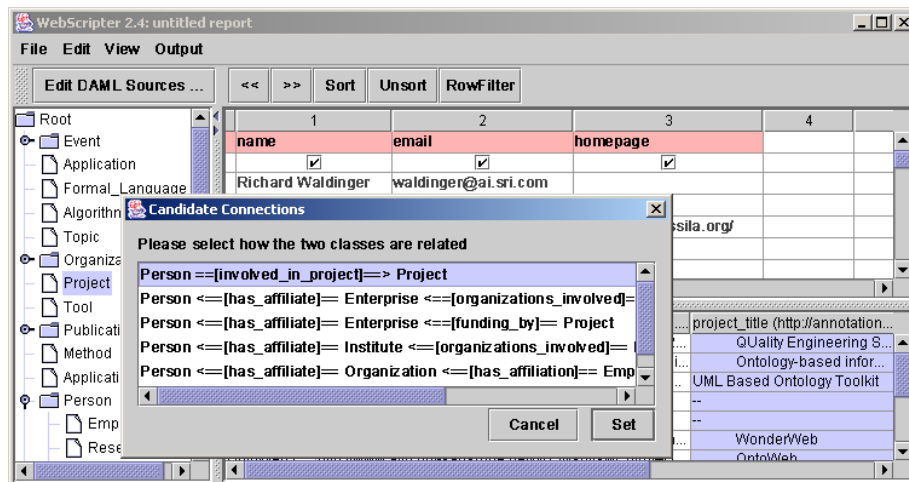 WebScripter 2.4: untitled report
File Edit View Output
Edit DAML Sources ... << >> Sort Unsort RowFilter
Root
Event
Application
Formal_Language
Algorithn
Topic
Organiza
Project
Tool
Publicati
Method
Applicati
Person
Emp
Rese
1 2 3 4
name email homepage
Richard Waldinger waldinger@ai.sri.com
ssila.org/
Candidate Connections
Please select how the two classes are related
Person ==[involved_in_project]==> Project
Person <==[has_affiliate]== Enterprise <==[organizations_involved]=
Person <==[has_affiliate]== Enterprise <==[funding_by]== Project
Person <==[has_affiliate]== Institute <==[organizations_involved]==
Person <==[has_affiliate]== Organization <==[has_affiliation]== Emp
Cancel Set
... project_title (http://annotation...
QUality Engineering S...
i... Ontology-based infor...
... UML Based Ontology Toolkit
--
--
... WonderWeb
OntoWeb